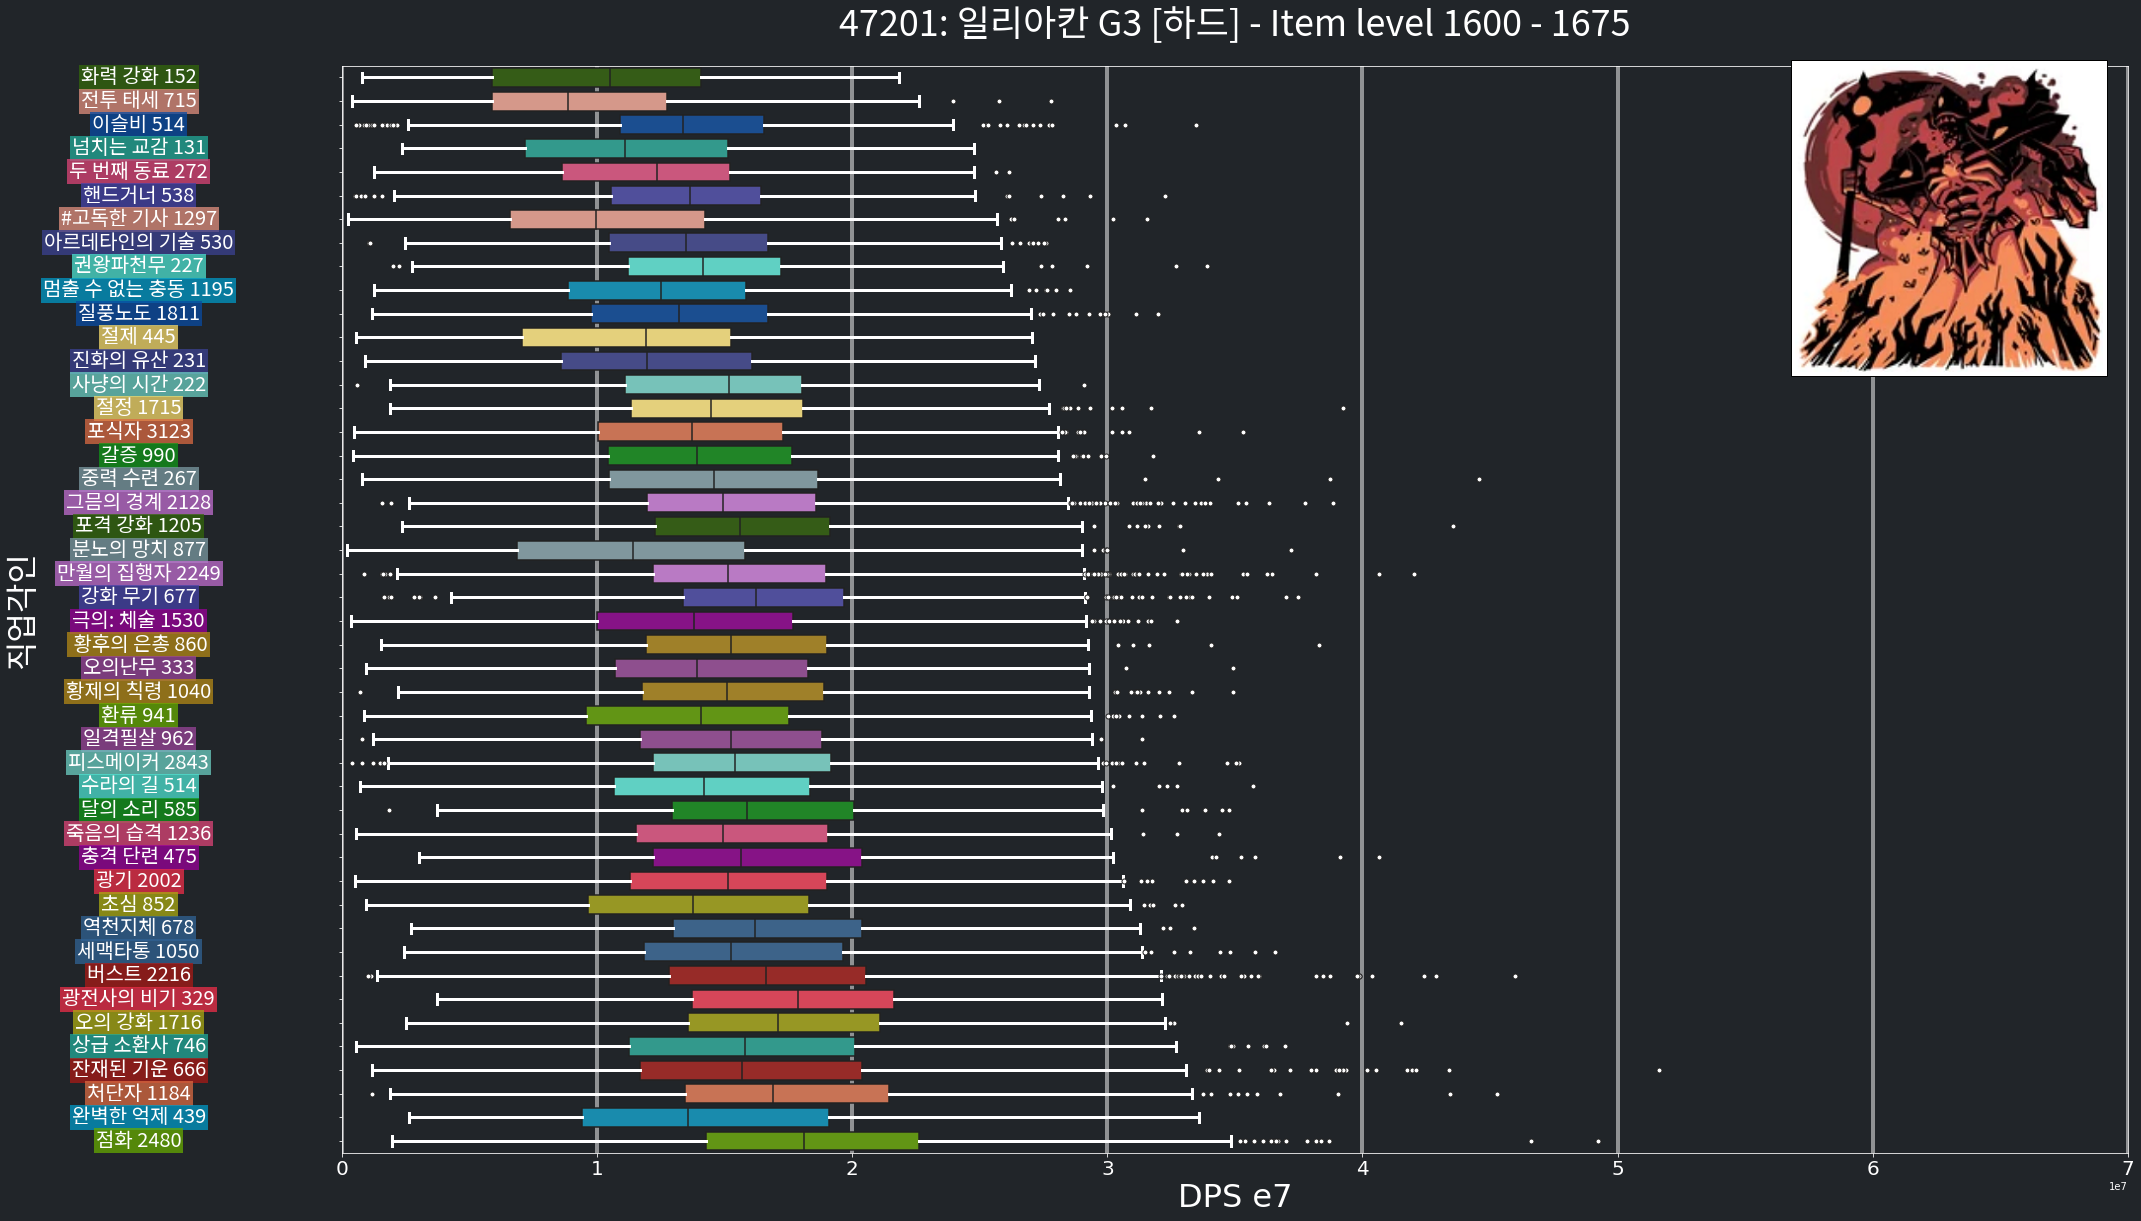 47201: 일리아칸 G3 [하드] - Item level 1600 - 1675
직업각인
화력 강화 152
전투 태세 715
이슬비 514
넘치는 교감 131
두 번째 동료 272
핸드거너 538
#고독한 기사 1297
아르데타인의 기술 530
권왕파천무 227
멈출 수 없는 충동 1195
질풍노도 1811
절제 445
진화의 유산 231
사냥의 시간 222
절정 1715
포식자 3123
갈증 990
중력 수련 267
그믐의 경계 2128
포격 강화 1205
분노의 망치 877
만월의 집행자 2249
강화 무기 677
극의: 체술 1530
황후의 은총 860
오의난무 333
황제의 칙령 1040
환류 941
일격필살 962
피스메이커 2843
수라의 길 514
달의 소리 585
죽음의 습격 1236
충격 단련 475
광기 2002
초심 852
역천지체 678
세맥타통 1050
버스트 2216
광전사의 비기 329
오의 강화 1716
상급 소환사 746
잔재된 기운 666
처단자 1184
완벽한 억제 439
점화 2480
0 1 2 3 4 5 6 7
DPS e7
1e7